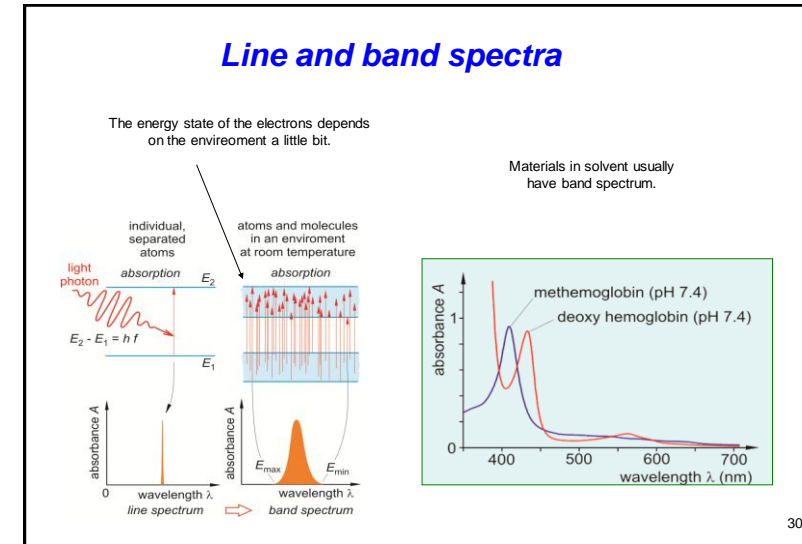 Line and band spectra
The energy state of the electrons depends
on the envireoment a little bit.
Materials in solvent usually
have band spectrum.
individual,
separated
atoms
absorption
light
photon
E₂
E₂ - E₁ = h f
E₁
absorbance A
0
wavelength λ
line spectrum
atoms and molecules
in an enviroment
at room temperature
absorption
absorbance A
Emax
Emin
wavelength λ
band spectrum
absorbance A
1
0
methemoglobin (pH 7.4)
deoxy hemoglobin (pH 7.4)
400 500 600 700
wavelength λ (nm)
30